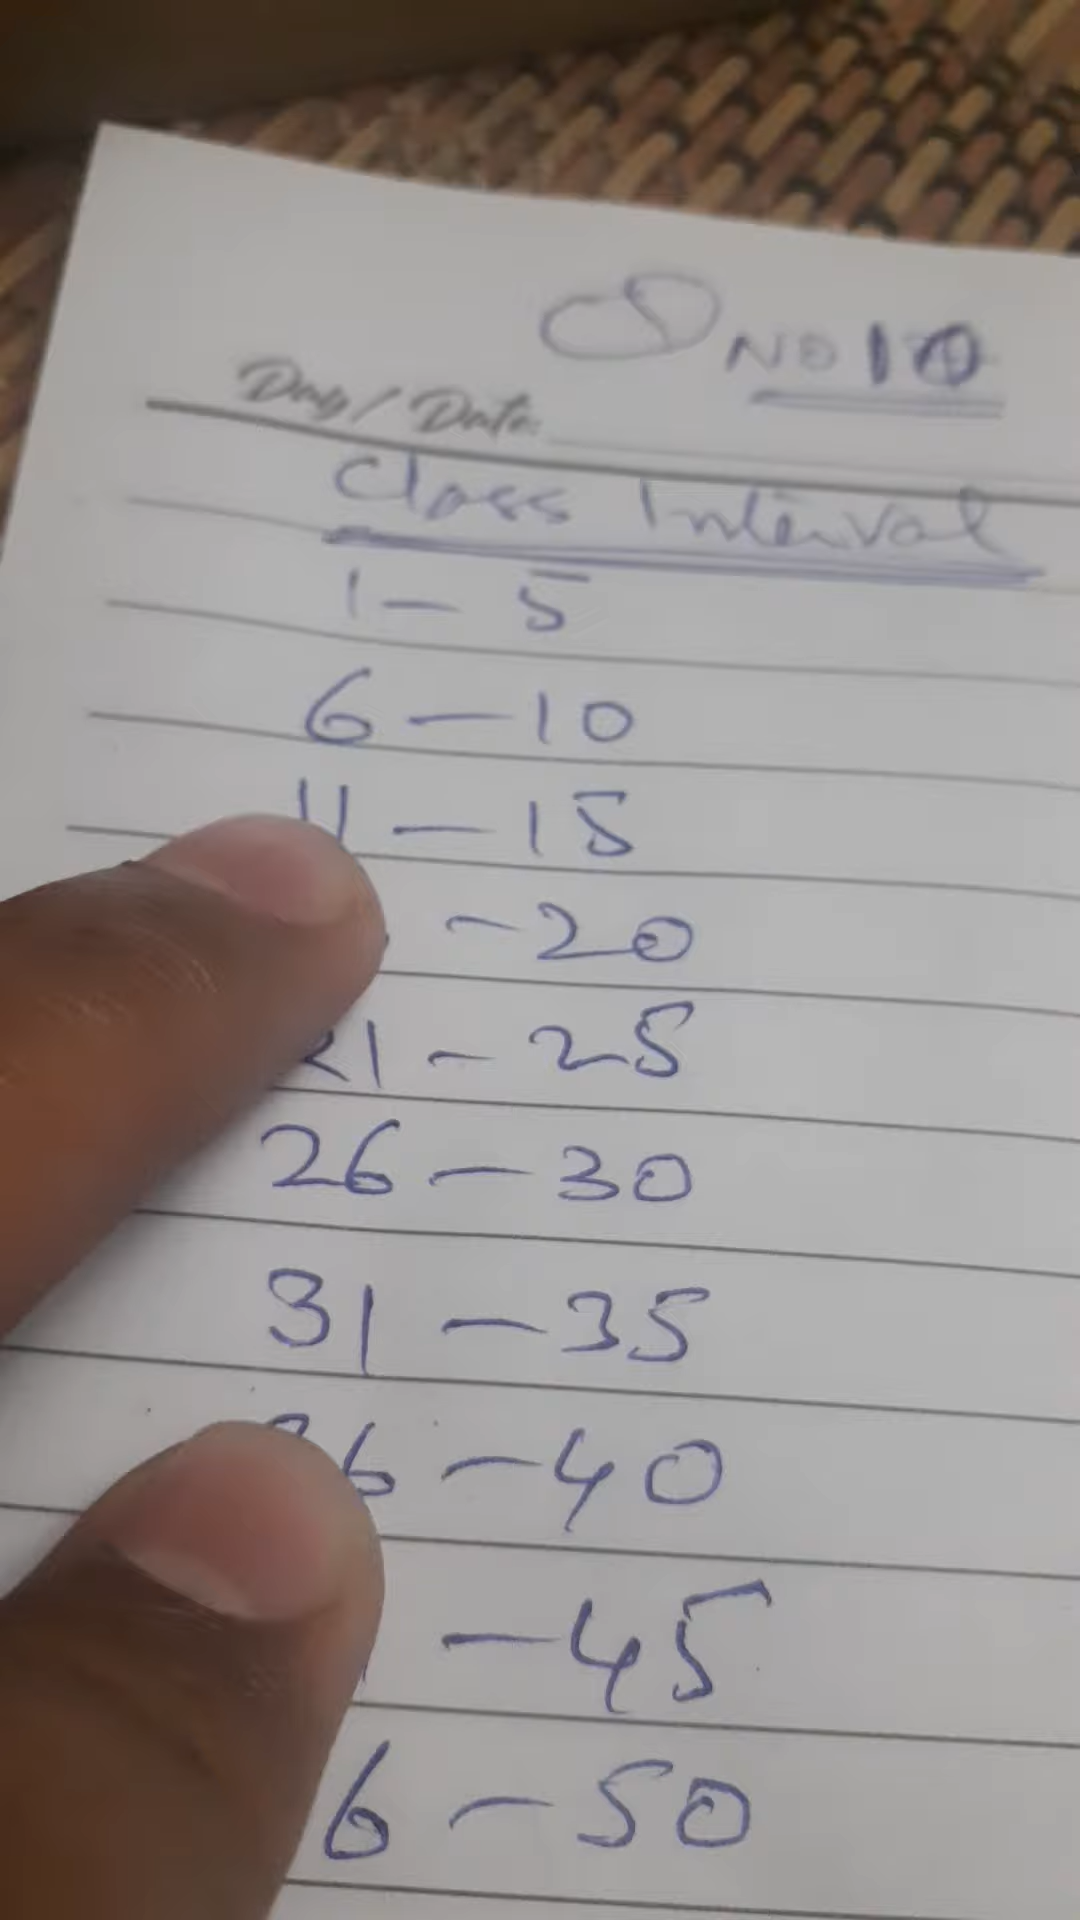 No 10
Day / Date:
Class Interval
1 - 5
6 - 10
11 - 15
- 20
21 - 25
26 - 30
31 - 35
36 - 40
- 45
6 - 50